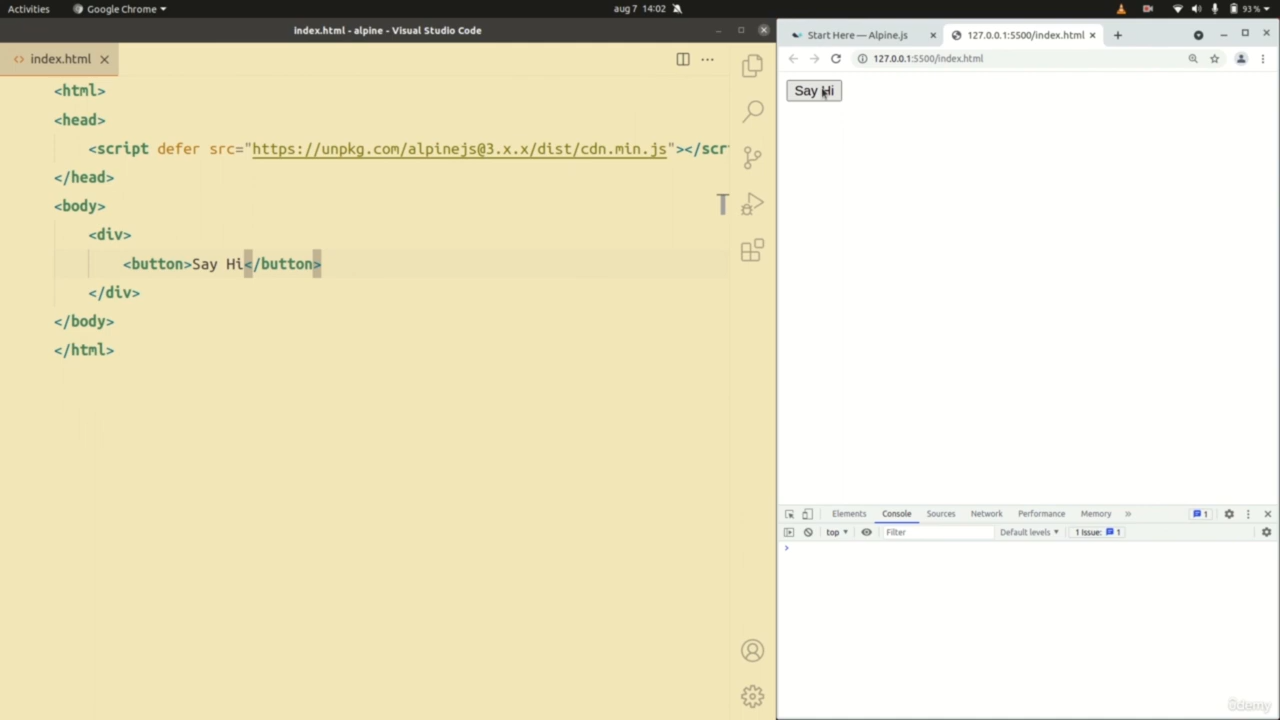 Activities
Google Chrome
aug 7 14:02
93 %
index.html - alpine - Visual Studio Code
index.html
<html>
<head>
<script defer src="https://unpkg.com/alpinejs@3.x.x/dist/cdn.min.js"></scr
</head>
<body>
<div>
<button>Say Hi</button>
</div>
</body>
</html>
T
Start Here — Alpine.js
127.0.0.1:5500/index.html
127.0.0.1:5500/index.html
Say Hi
Elements Console Sources Network Performance Memory » 1
top Filter Default levels 1 Issue: 1
›
ûdemy